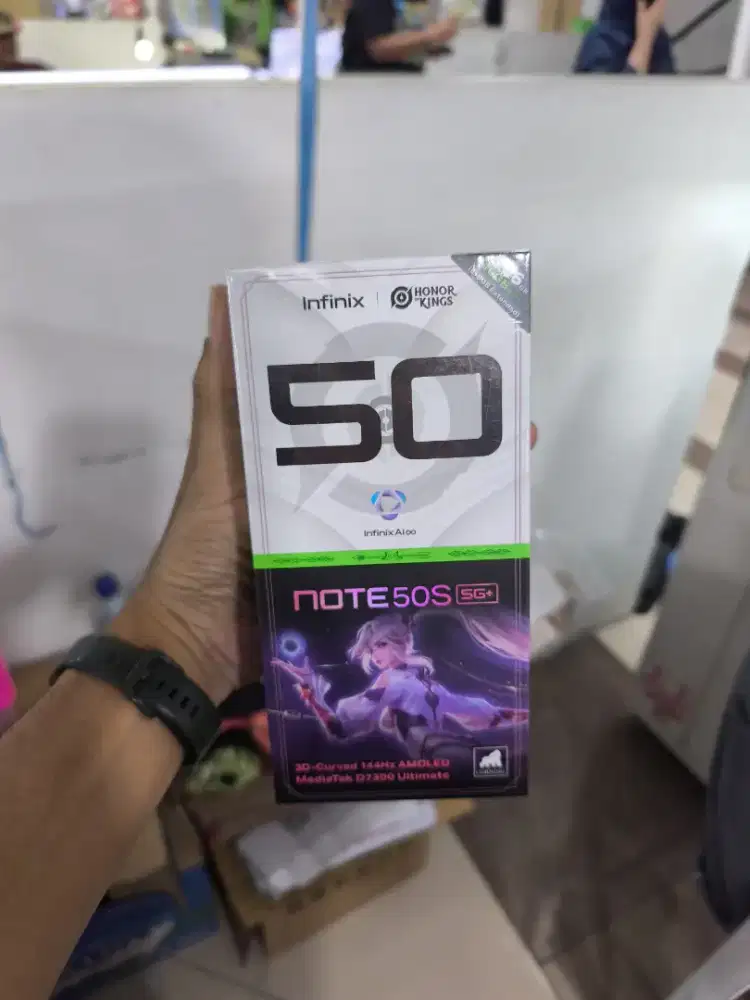 Infinix
HONOR
OF KINGS
50
InfinixAI∞
NOTE 50S 5G+
3D-Curved 144Hz AMOLED
MediaTek D7300 Ultimate